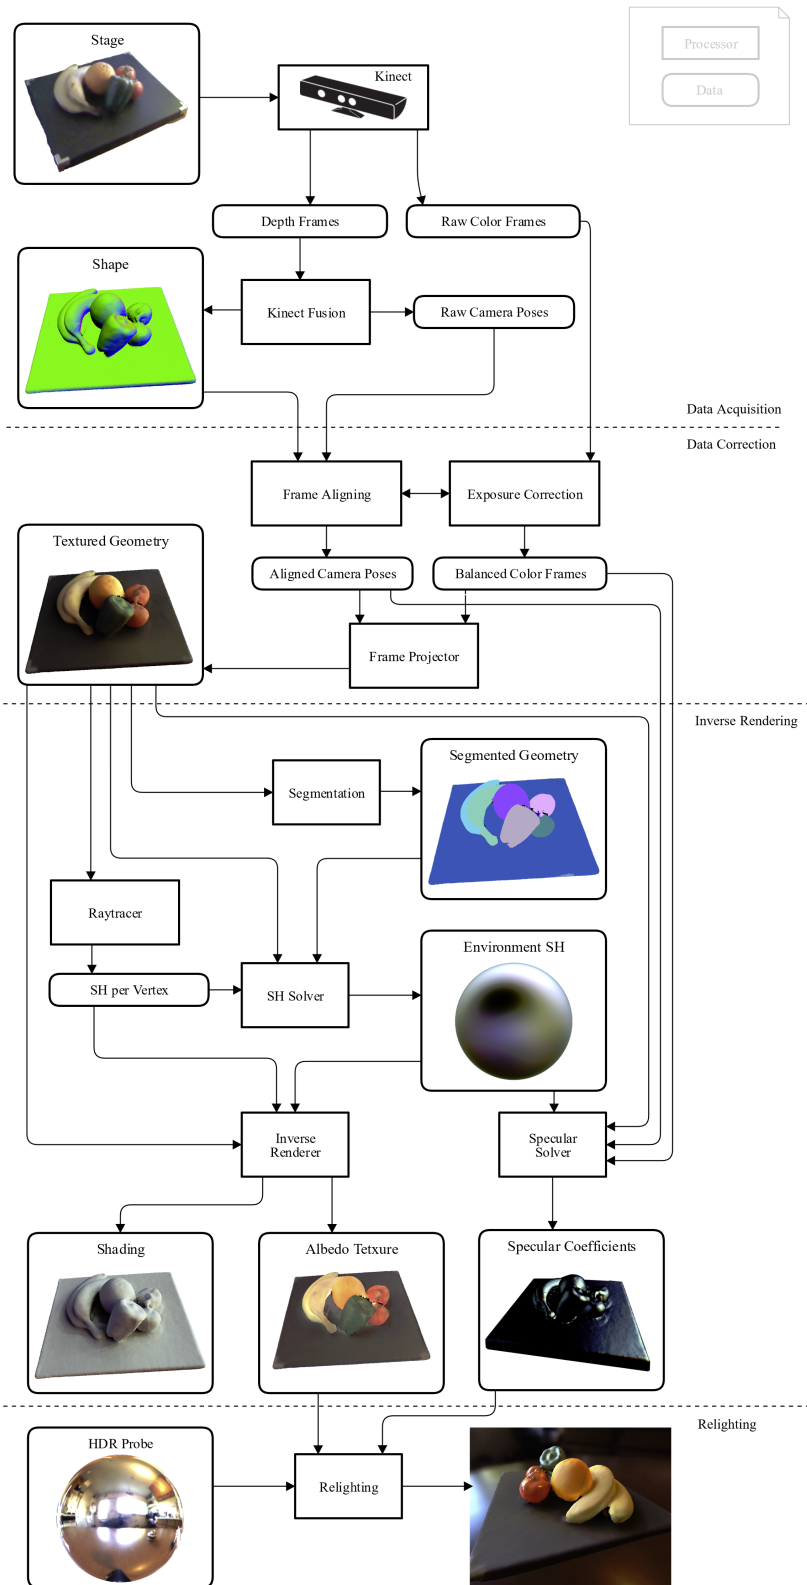 Stage
Kinect
Processor
Data
Depth Frames
Raw Color Frames
Shape
Kinect Fusion
Raw Camera Poses
Data Acquisition
Data Correction
Frame Aligning
Exposure Correction
Textured Geometry
Aligned Camera Poses
Balanced Color Frames
Frame Projector
Inverse Rendering
Segmented Geometry
Segmentation
Raytracer
Environment SH
SH per Vertex
SH Solver
Inverse
Renderer
Specular
Solver
Shading
Albedo Tetxure
Specular Coefficients
Relighting
HDR Probe
Relighting